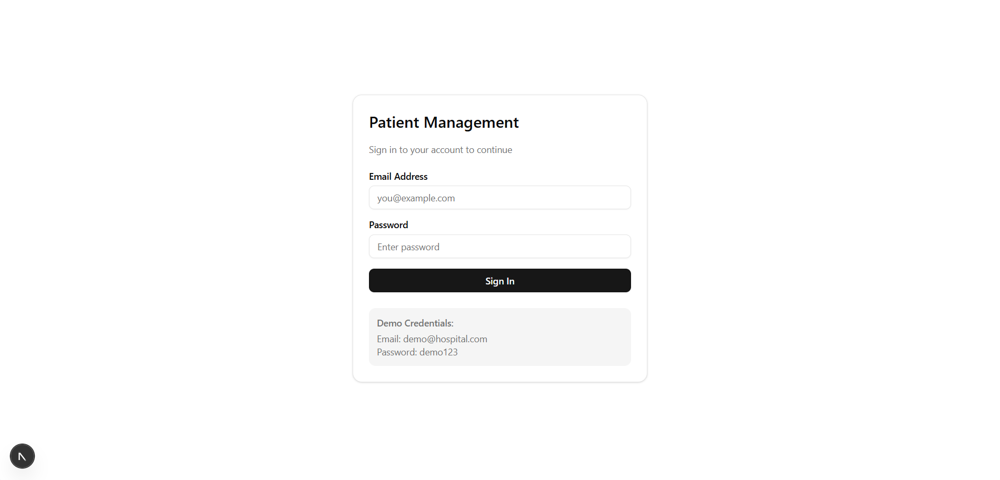 Patient Management
Sign in to your account to continue
Email Address
you@example.com
Password
Enter password
Sign In
Demo Credentials:
Email: demo@hospital.com
Password: demo123
N